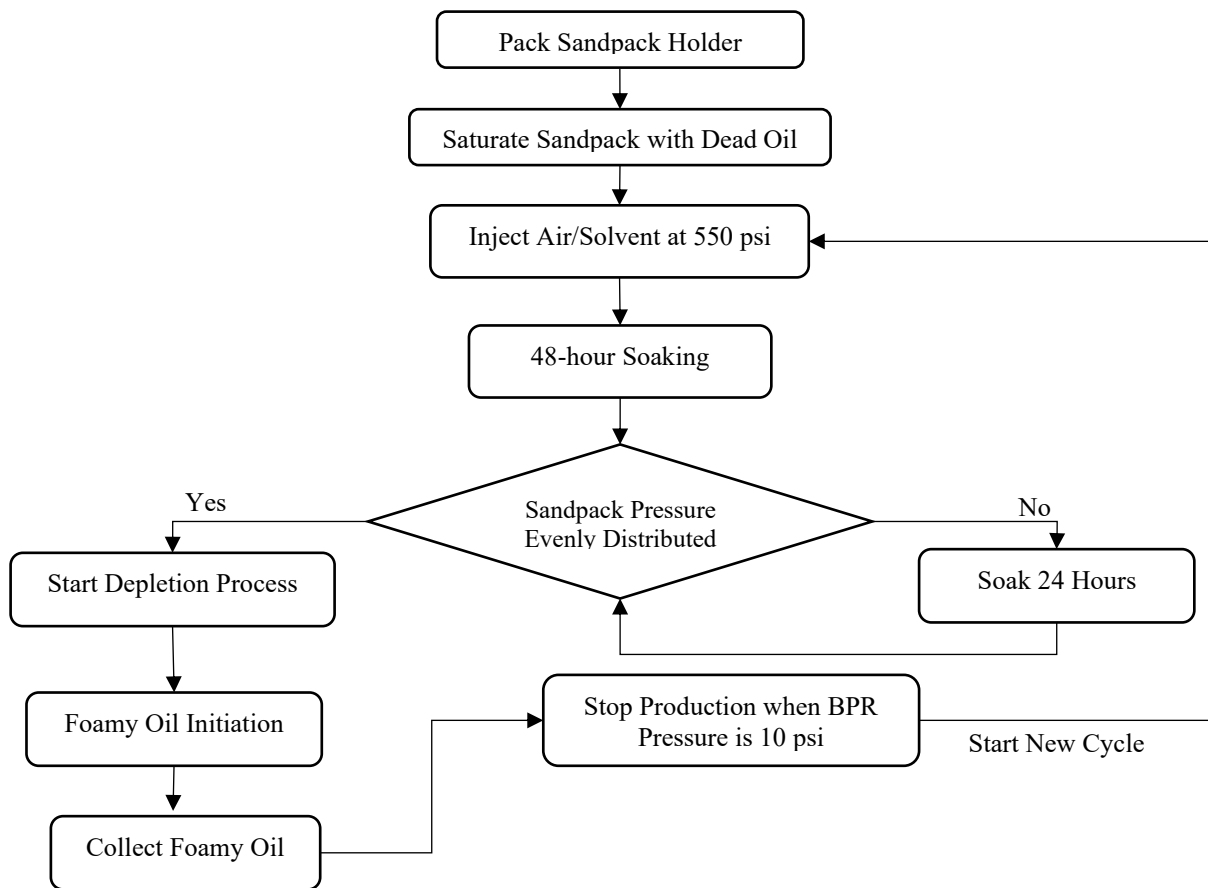 Pack Sandpack Holder
Saturate Sandpack with Dead Oil
Inject Air/Solvent at 550 psi
48-hour Soaking
Sandpack Pressure
Evenly Distributed
Yes
No
Start Depletion Process
Soak 24 Hours
Foamy Oil Initiation
Stop Production when BPR
Pressure is 10 psi
Start New Cycle
Collect Foamy Oil